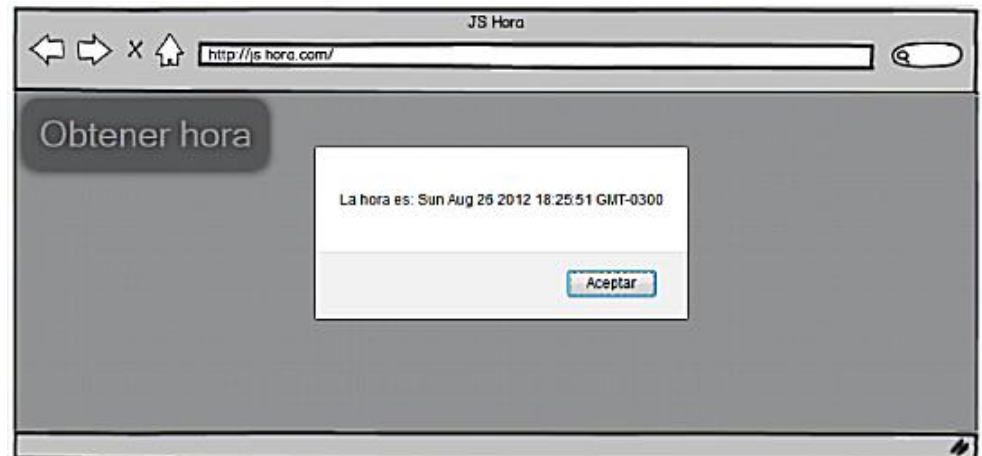 JS Hora
http://js hora.com/
Obtener hora
La hora es: Sun Aug 26 2012 18:25:51 GMT-0300
Aceptar